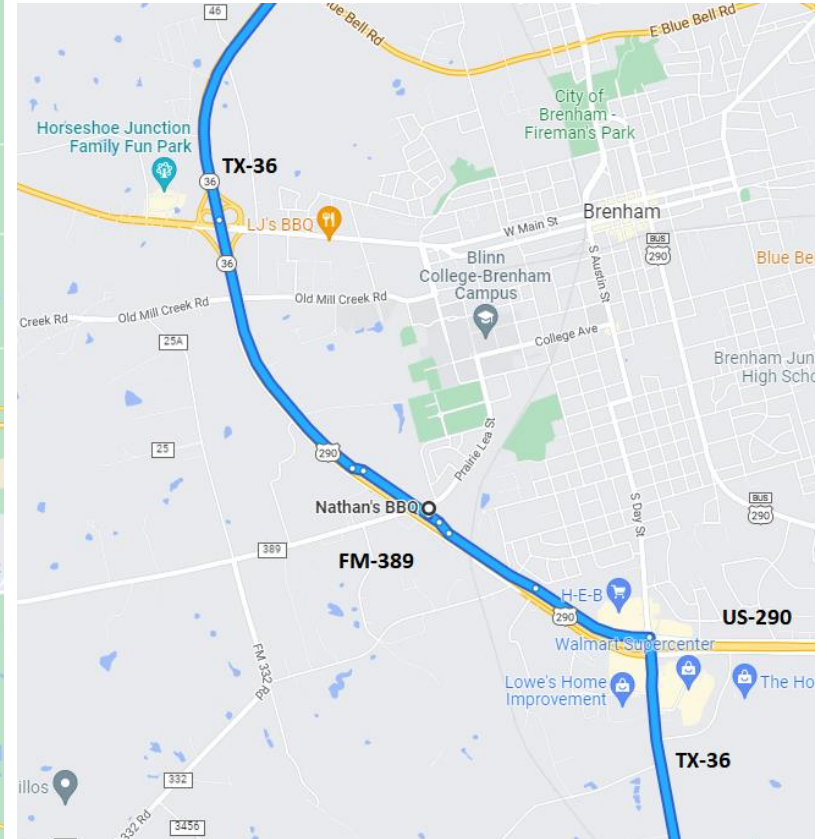 46
ue Bell Rd
E Blue Bell Rd
City of
Brenham -
Fireman's Park
Horseshoe Junction
Family Fun Park
TX-36
36
LJ's BBQ
W Main St
Brenham
BUS
290
S Austin St
36
Blinn
College-Brenham
Campus
Blue Be
Creek Rd
Old Mill Creek Rd
Old Mill Creek Rd
25A
College Ave
Brenham Jun
High Scho
25
290
Prairie Lea St
Nathan's BBQ
S Day St
BUS
290
389
FM-389
H-E-B
290
US-290
Walmart Supercenter
FM 332 Rd
Lowe's Home
Improvement
The Ho
TX-36
illos
332
332 Rd
3456